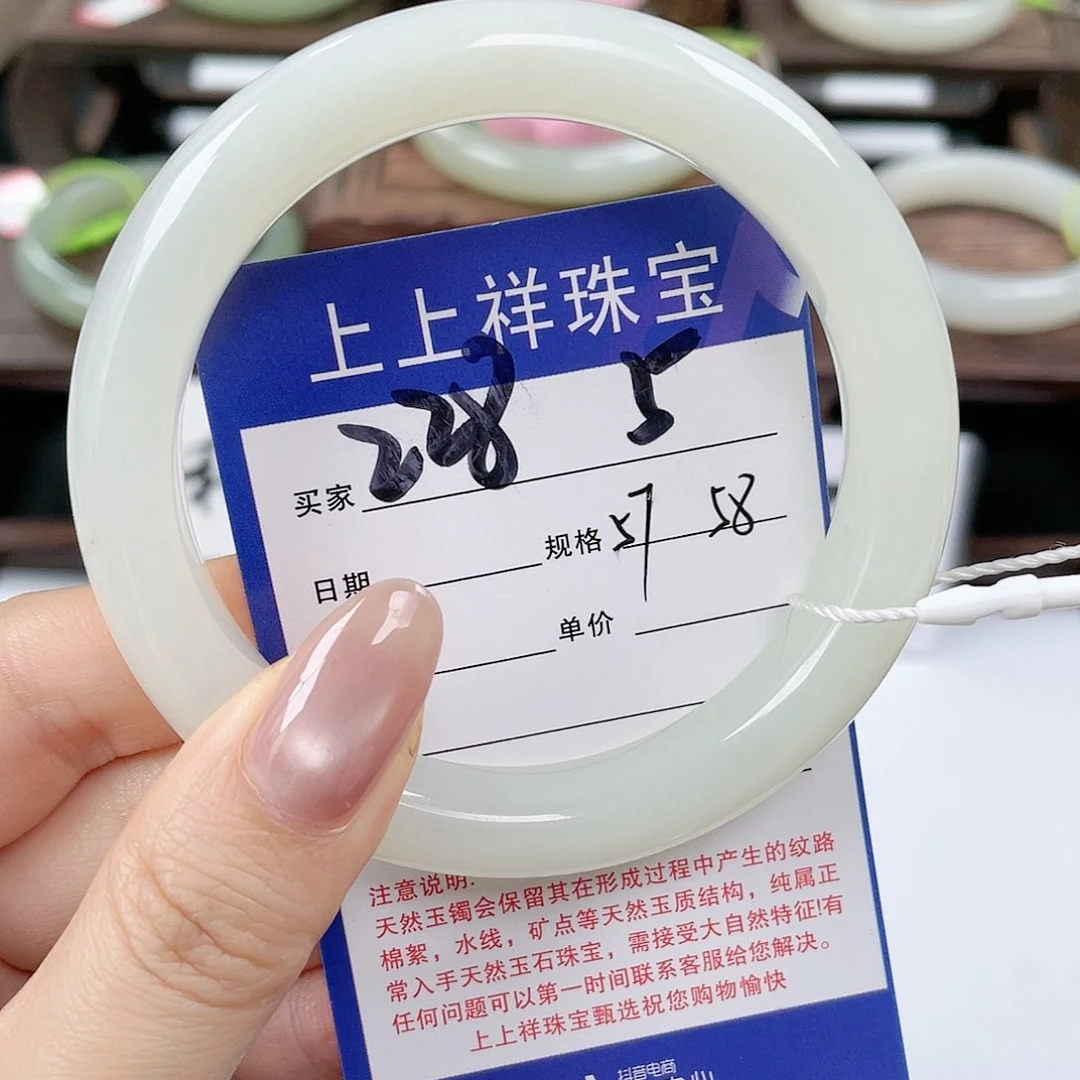 上上祥珠宝
228 5
买家
规格 57 58
日期
单价
注意说明:
天然玉镯会保留其在形成过程中产生的纹路
棉絮，水线，矿点等天然玉质结构，纯属正
常入手天然玉石珠宝，需接受大自然特征!有
任何问题可以第一时间联系客服给您解决。
上上祥珠宝甄选祝您购物愉快
抖音电商